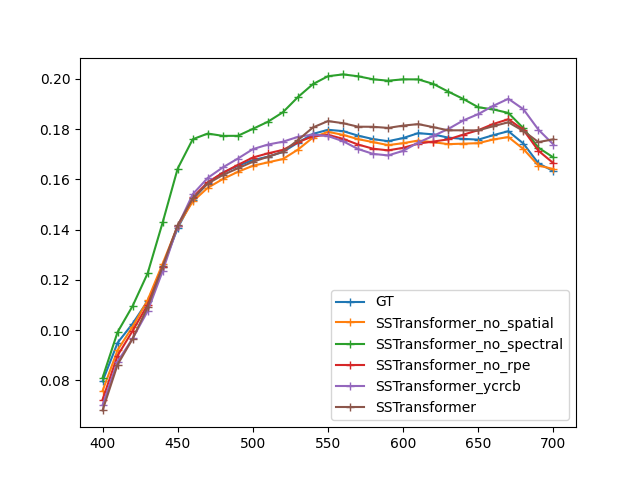 0.20
0.18
0.16
0.14
0.12
0.10
0.08
400
450
500
550
600
650
700
GT
SSTransformer_no_spatial
SSTransformer_no_spectral
SSTransformer_no_rpe
SSTransformer_ycrcb
SSTransformer